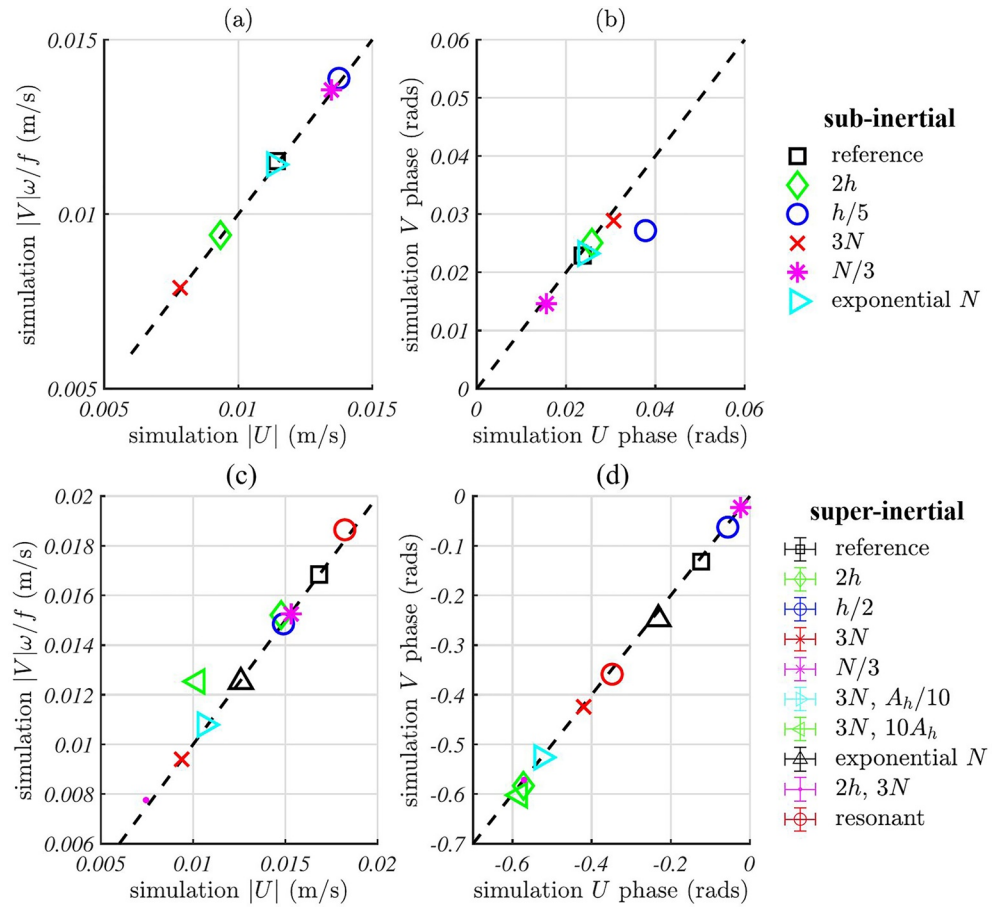 (a)
0.015
0.01
0.005
0.005
0.01
0.015
simulation |V|ω/f (m/s)
simulation |U| (m/s)
(b)
0.06
0.05
0.04
0.03
0.02
0.01
0
0
0.02
0.04
0.06
simulation V phase (rads)
simulation U phase (rads)
sub-inertial
reference
2h
h/5
3N
N/3
exponential N
(c)
0.02
0.018
0.016
0.014
0.012
0.01
0.008
0.006
0.005
0.01
0.015
0.02
simulation |V|ω/f (m/s)
simulation |U| (m/s)
(d)
0
-0.1
-0.2
-0.3
-0.4
-0.5
-0.6
-0.7
-0.6
-0.4
-0.2
0
simulation V phase (rads)
simulation U phase (rads)
super-inertial
reference
2h
h/2
3N
N/3
3N, Aₕ/10
3N, 10Aₕ
exponential N
2h, 3N
resonant